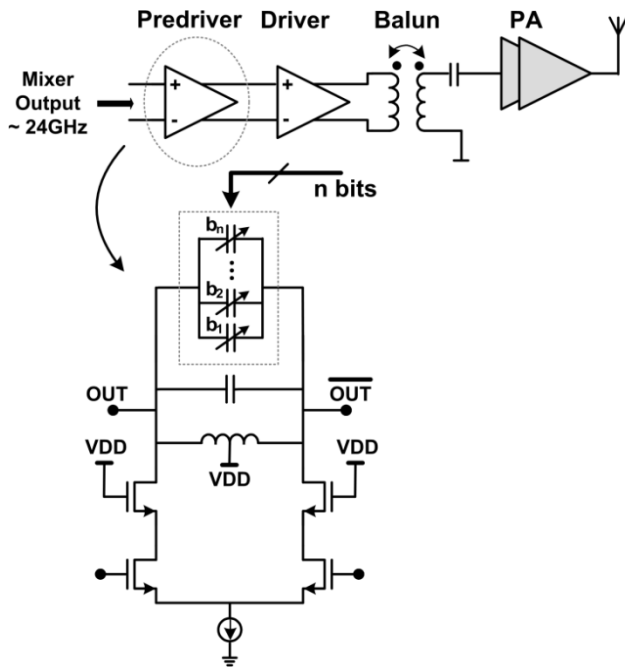 Predriver Driver Balun PA
Mixer
Output
~ 24GHz
+
-
+
-
n bits
bn
b2
b1
OUT
OUT
VDD
VDD
VDD